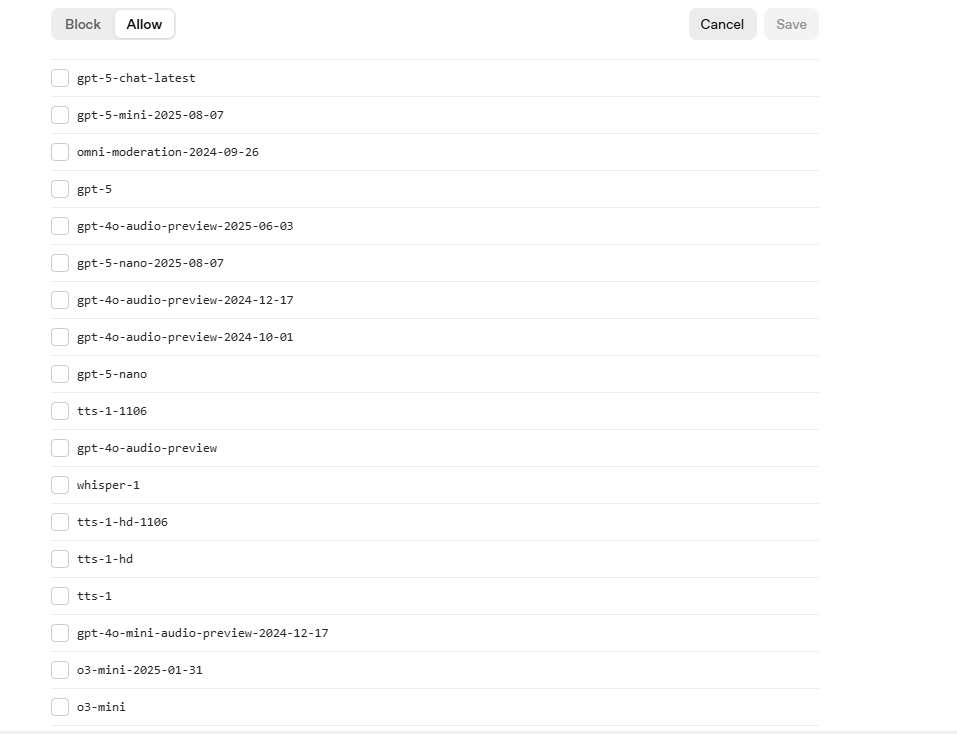 Block Allow Cancel Save
gpt-5-chat-latest
gpt-5-mini-2025-08-07
omni-moderation-2024-09-26
gpt-5
gpt-4o-audio-preview-2025-06-03
gpt-5-nano-2025-08-07
gpt-4o-audio-preview-2024-12-17
gpt-4o-audio-preview-2024-10-01
gpt-5-nano
tts-1-1106
gpt-4o-audio-preview
whisper-1
tts-1-hd-1106
tts-1-hd
tts-1
gpt-4o-mini-audio-preview-2024-12-17
o3-mini-2025-01-31
o3-mini